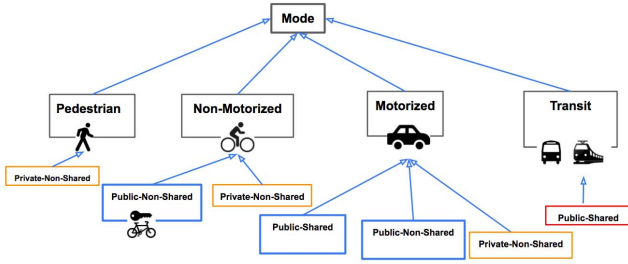 Mode
Pedestrian
Non-Motorized
Motorized
Transit
Private-Non-Shared
Public-Non-Shared
Private-Non-Shared
Public-Shared
Public-Non-Shared
Private-Non-Shared
Public-Shared